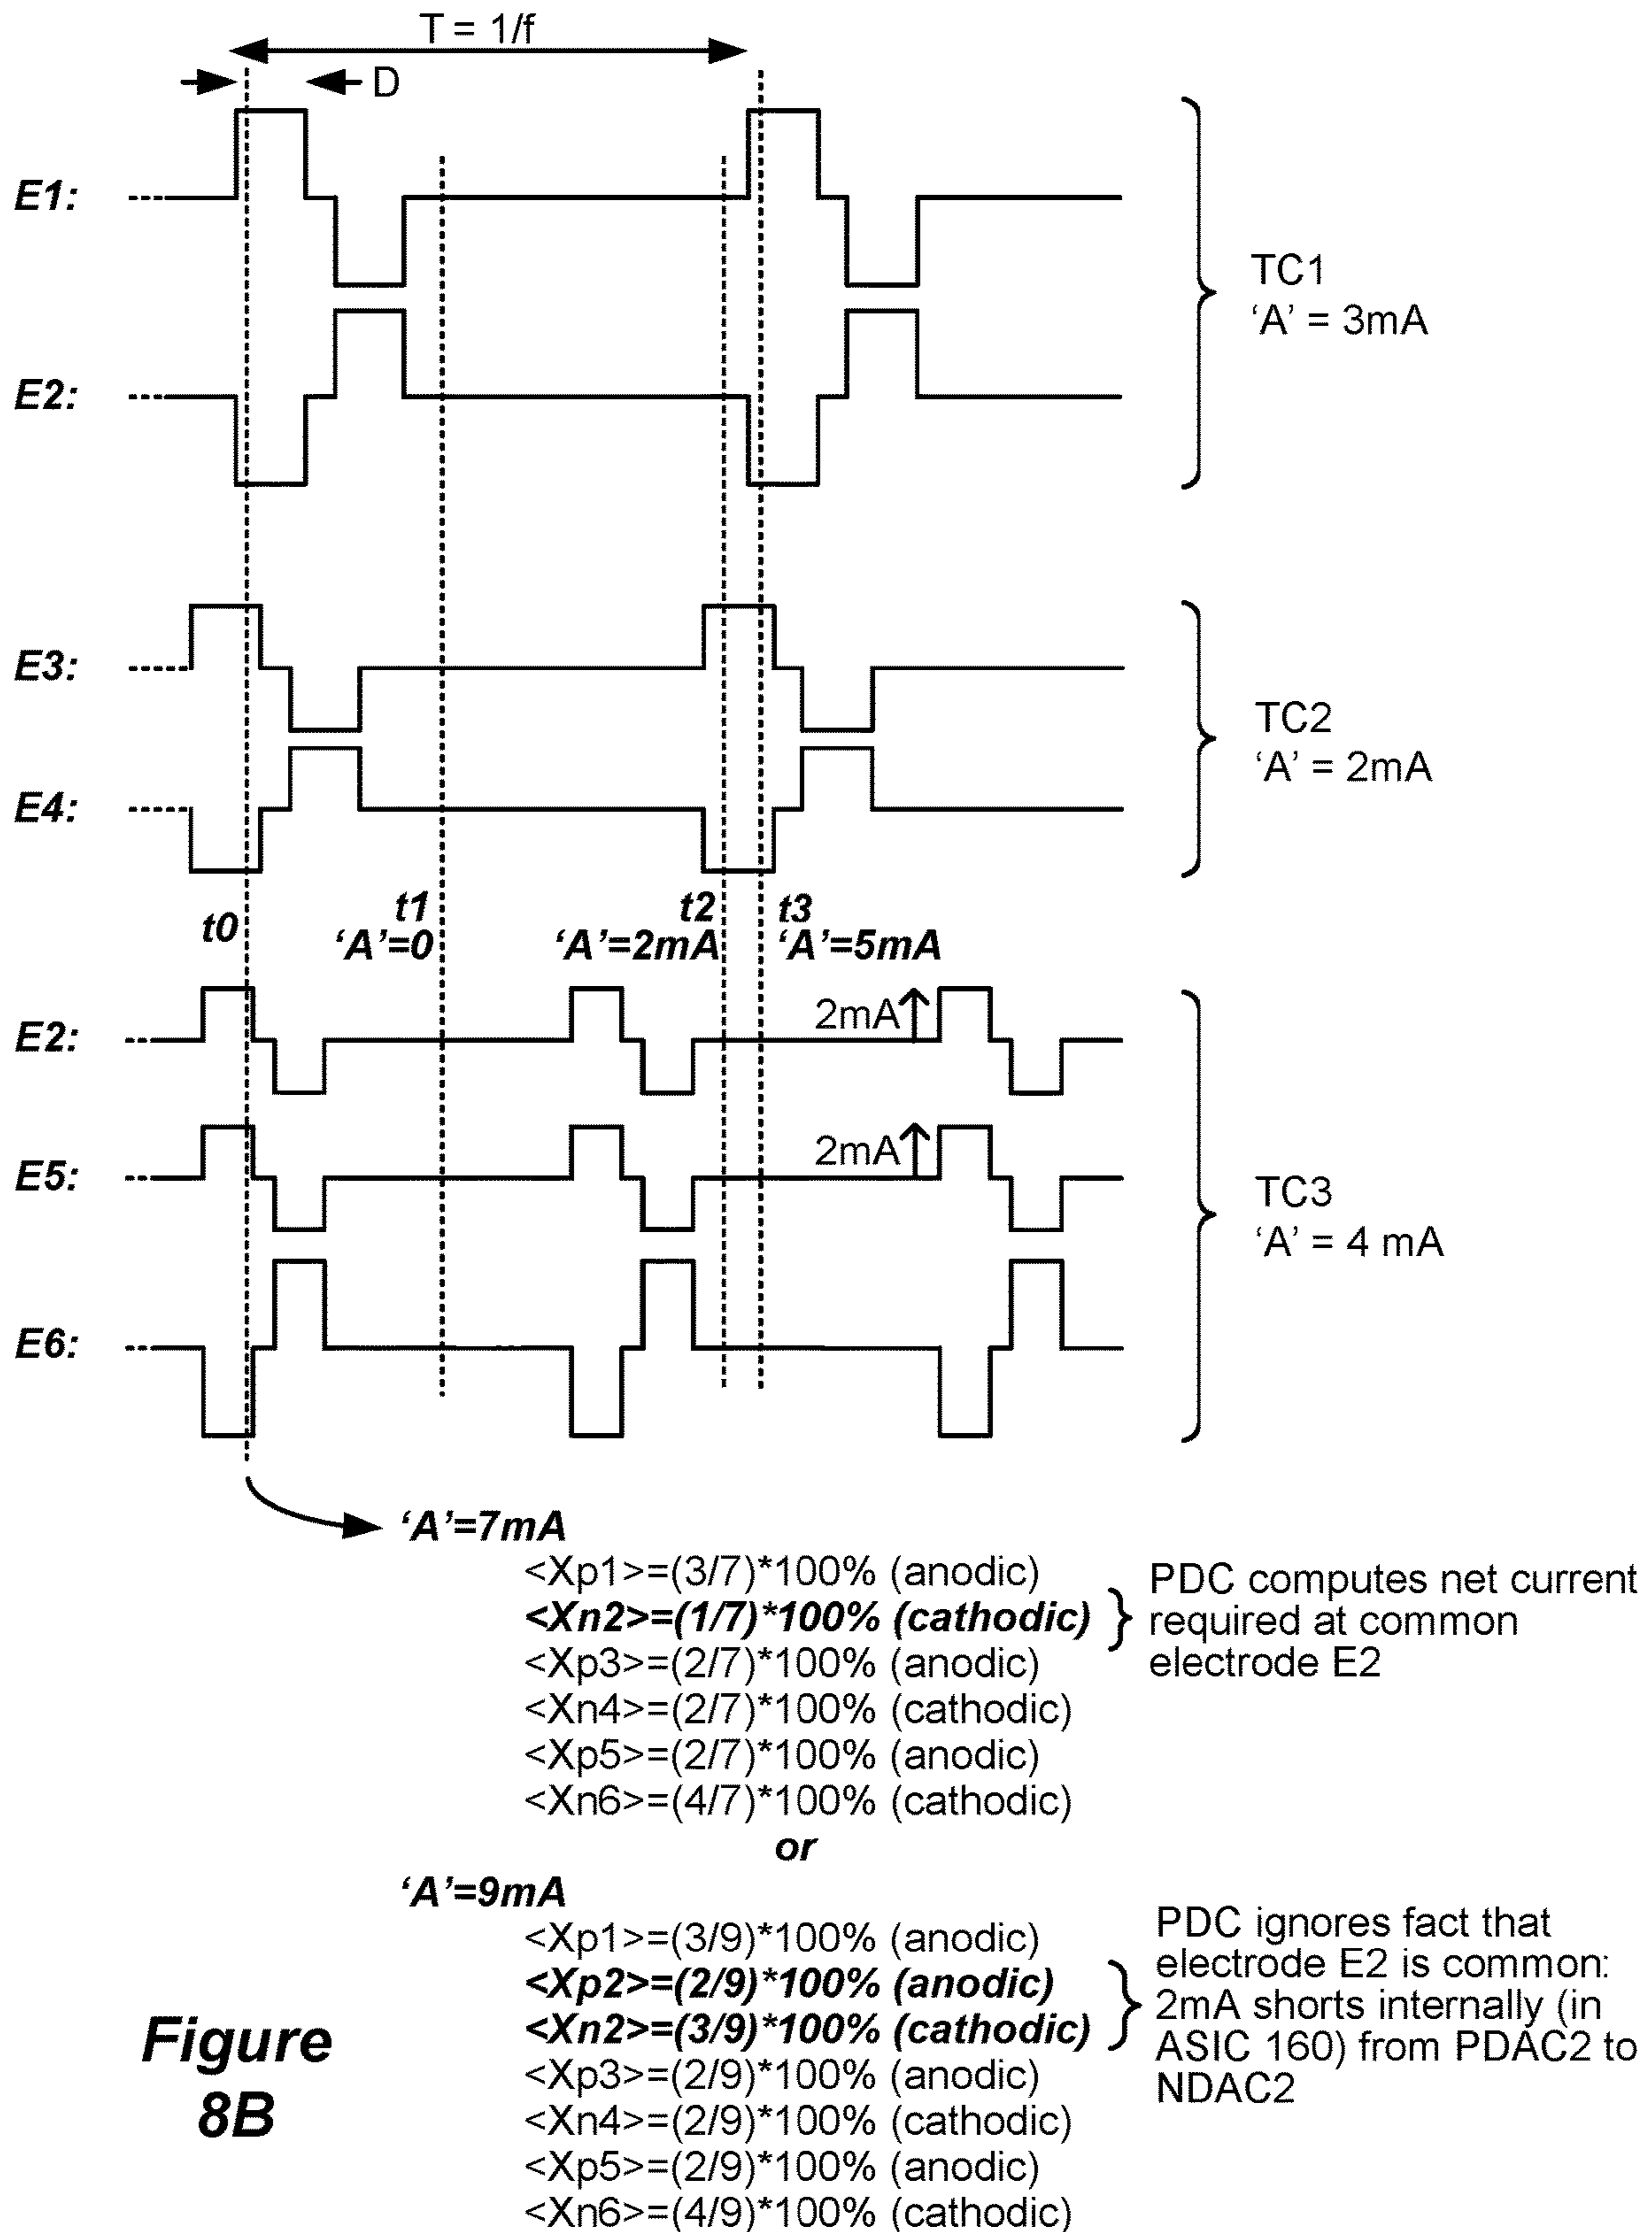 T = 1/f
D
E1:
TC1
‘A’ = 3mA
E2:
E3:
TC2
‘A’ = 2mA
E4:
t0
t1
‘A’=0
t2
‘A’=2mA
t3
‘A’=5mA
E2:
2mA
E5:
2mA
TC3
‘A’ = 4 mA
E6:
‘A’=7mA
<Xp1>=(3/7)*100% (anodic)
<Xn2>=(1/7)*100% (cathodic)
<Xp3>=(2/7)*100% (anodic)
<Xn4>=(2/7)*100% (cathodic)
<Xp5>=(2/7)*100% (anodic)
<Xn6>=(4/7)*100% (cathodic)
PDC computes net current
required at common
electrode E2
or
‘A’=9mA
<Xp1>=(3/9)*100% (anodic)
<Xp2>=(2/9)*100% (anodic)
<Xn2>=(3/9)*100% (cathodic)
<Xp3>=(2/9)*100% (anodic)
<Xn4>=(2/9)*100% (cathodic)
<Xp5>=(2/9)*100% (anodic)
<Xn6>=(4/9)*100% (cathodic)
PDC ignores fact that
electrode E2 is common:
2mA shorts internally (in
ASIC 160) from PDAC2 to
NDAC2
Figure
8B